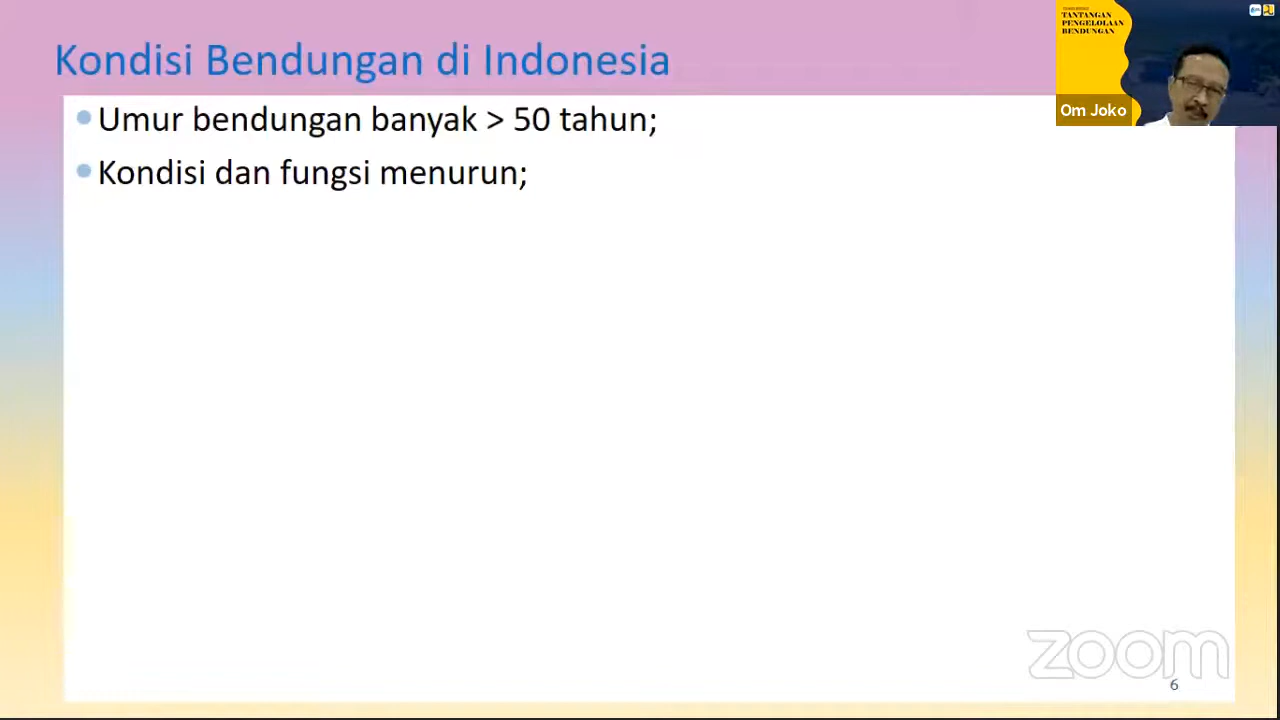 Kondisi Bendungan di Indonesia
Umur bendungan banyak > 50 tahun;
Kondisi dan fungsi menurun;
TANTANGAN
PENGELOLAAN
BENDUNGAN
Om Joko
zoom
6